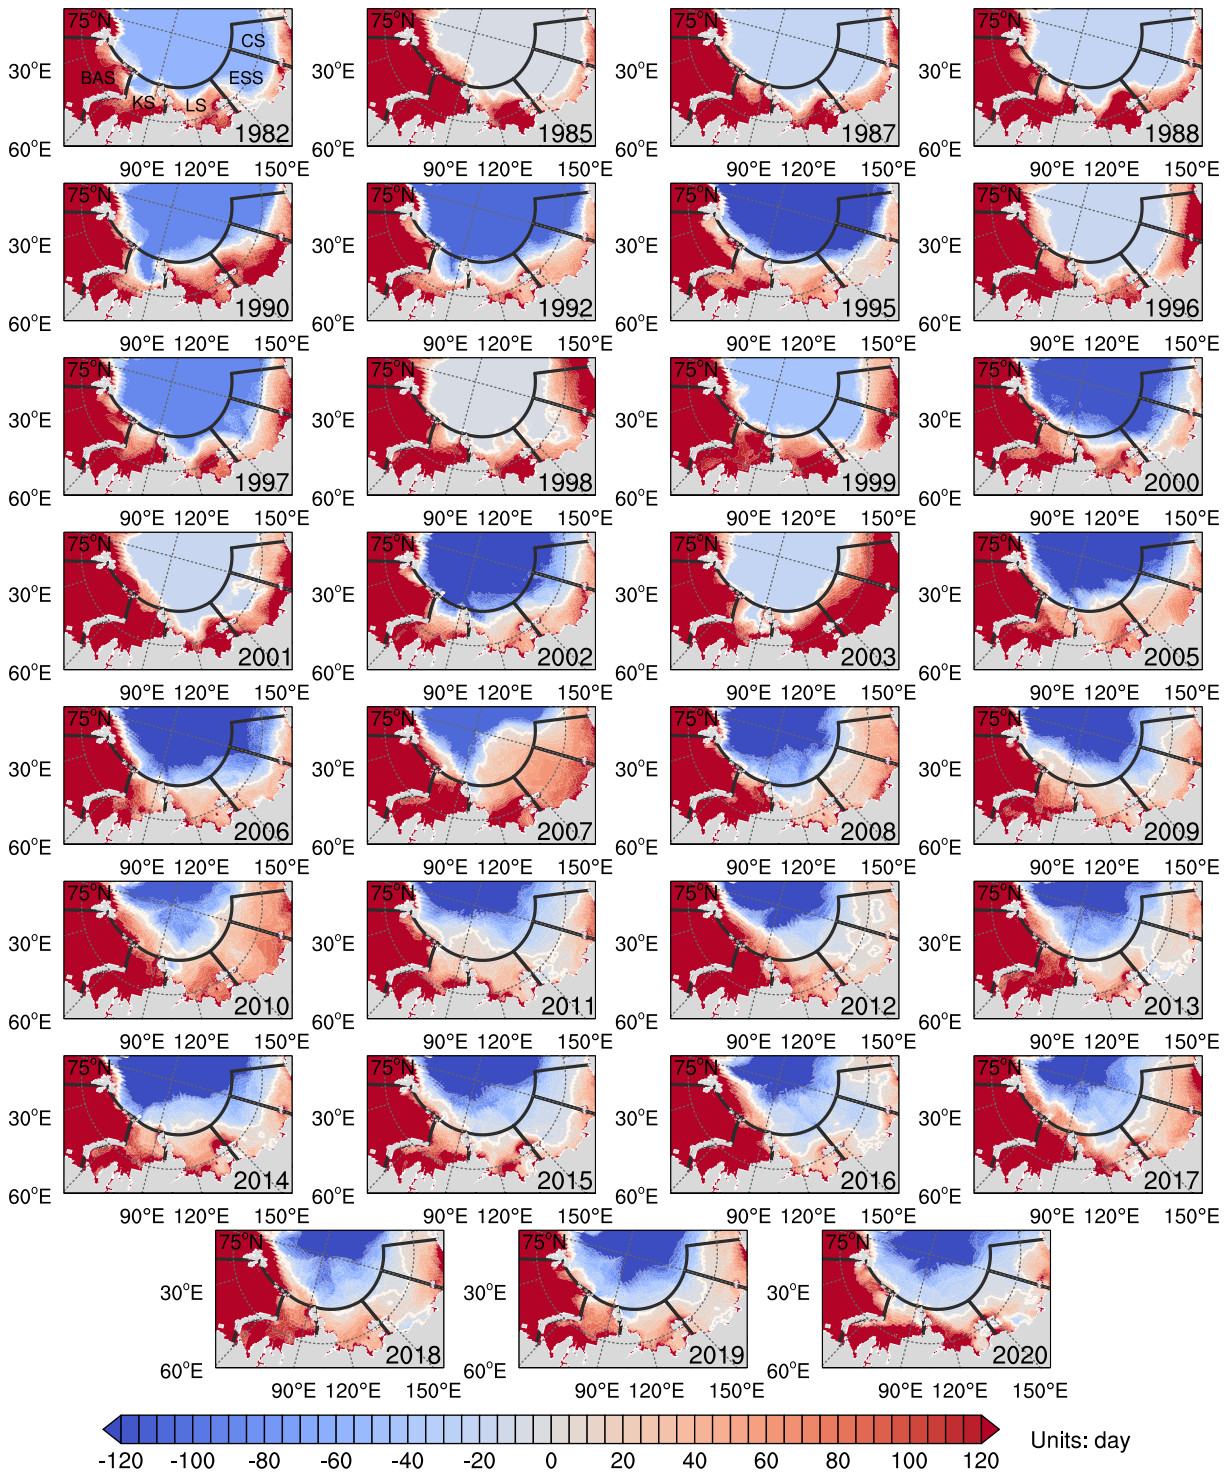 75°N 75°N 75°N 75°N
CS
30°E BAS ESS 30°E 30°E 30°E
KS LS
1982 1985 1987 1988
60°E 60°E 60°E 60°E
90°E 120°E 150°E 90°E 120°E 150°E 90°E 120°E 150°E 90°E 120°E 150°E
75°N 75°N 75°N 75°N
30°E 30°E 30°E 30°E
1990 1992 1995 1996
60°E 60°E 60°E 60°E
90°E 120°E 150°E 90°E 120°E 150°E 90°E 120°E 150°E 90°E 120°E 150°E
75°N 75°N 75°N 75°N
30°E 30°E 30°E 30°E
1997 1998 1999 2000
60°E 60°E 60°E 60°E
90°E 120°E 150°E 90°E 120°E 150°E 90°E 120°E 150°E 90°E 120°E 150°E
75°N 75°N 75°N 75°N
30°E 30°E 30°E 30°E
2001 2002 2003 2005
60°E 60°E 60°E 60°E
90°E 120°E 150°E 90°E 120°E 150°E 90°E 120°E 150°E 90°E 120°E 150°E
75°N 75°N 75°N 75°N
30°E 30°E 30°E 30°E
2006 2007 2008 2009
60°E 60°E 60°E 60°E
90°E 120°E 150°E 90°E 120°E 150°E 90°E 120°E 150°E 90°E 120°E 150°E
75°N 75°N 75°N 75°N
30°E 30°E 30°E 30°E
2010 2011 2012 2013
60°E 60°E 60°E 60°E
90°E 120°E 150°E 90°E 120°E 150°E 90°E 120°E 150°E 90°E 120°E 150°E
75°N 75°N 75°N 75°N
30°E 30°E 30°E 30°E
2014 2015 2016 2017
60°E 60°E 60°E 60°E
90°E 120°E 150°E 90°E 120°E 150°E 90°E 120°E 150°E 90°E 120°E 150°E
75°N 75°N 75°N
30°E 30°E 30°E
2018 2019 2020
60°E 60°E 60°E
90°E 120°E 150°E 90°E 120°E 150°E 90°E 120°E 150°E
-120 -100 -80 -60 -40 -20 0 20 40 60 80 100 120
Units: day